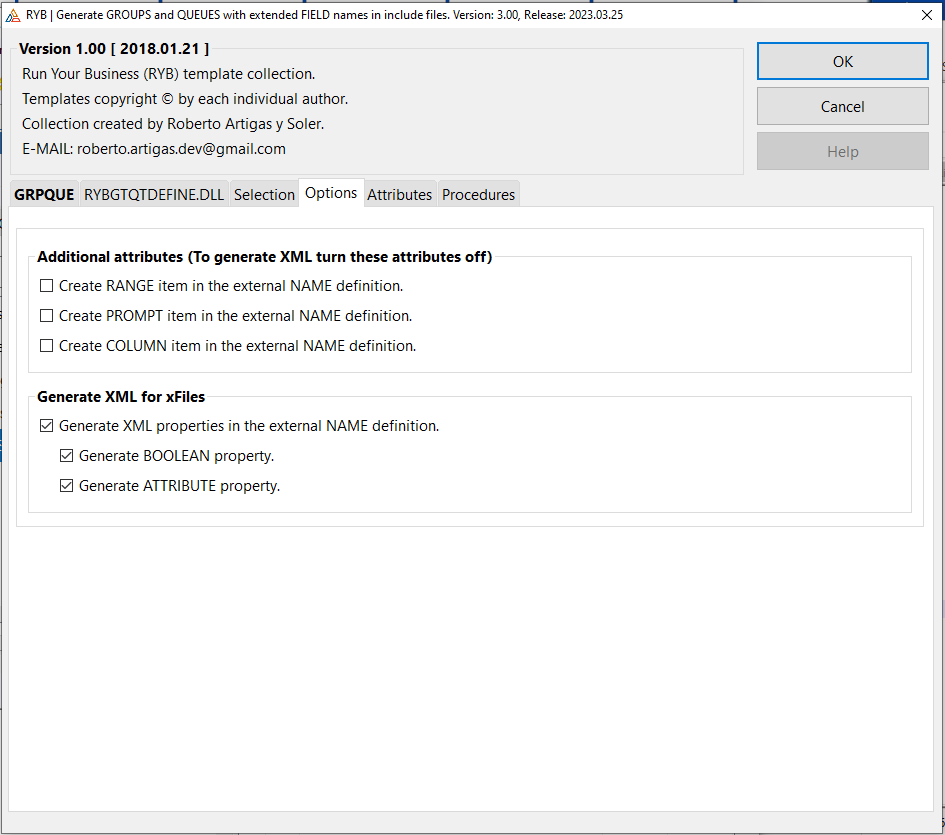 RYB | Generate GROUPS and QUEUES with extended FIELD names in include files. Version: 3.00, Release: 2023.03.25
Version 1.00 [ 2018.01.21 ]
Run Your Business (RYB) template collection.
Templates copyright © by each individual author.
Collection created by Roberto Artigas y Soler.
E-MAIL: roberto.artigas.dev@gmail.com
OK
Cancel
Help
GRPQUE RYBGTQTDEFINE.DLL Selection Options Attributes Procedures
Additional attributes (To generate XML turn these attributes off)
Create RANGE item in the external NAME definition.
Create PROMPT item in the external NAME definition.
Create COLUMN item in the external NAME definition.
Generate XML for xFiles
Generate XML properties in the external NAME definition.
Generate BOOLEAN property.
Generate ATTRIBUTE property.